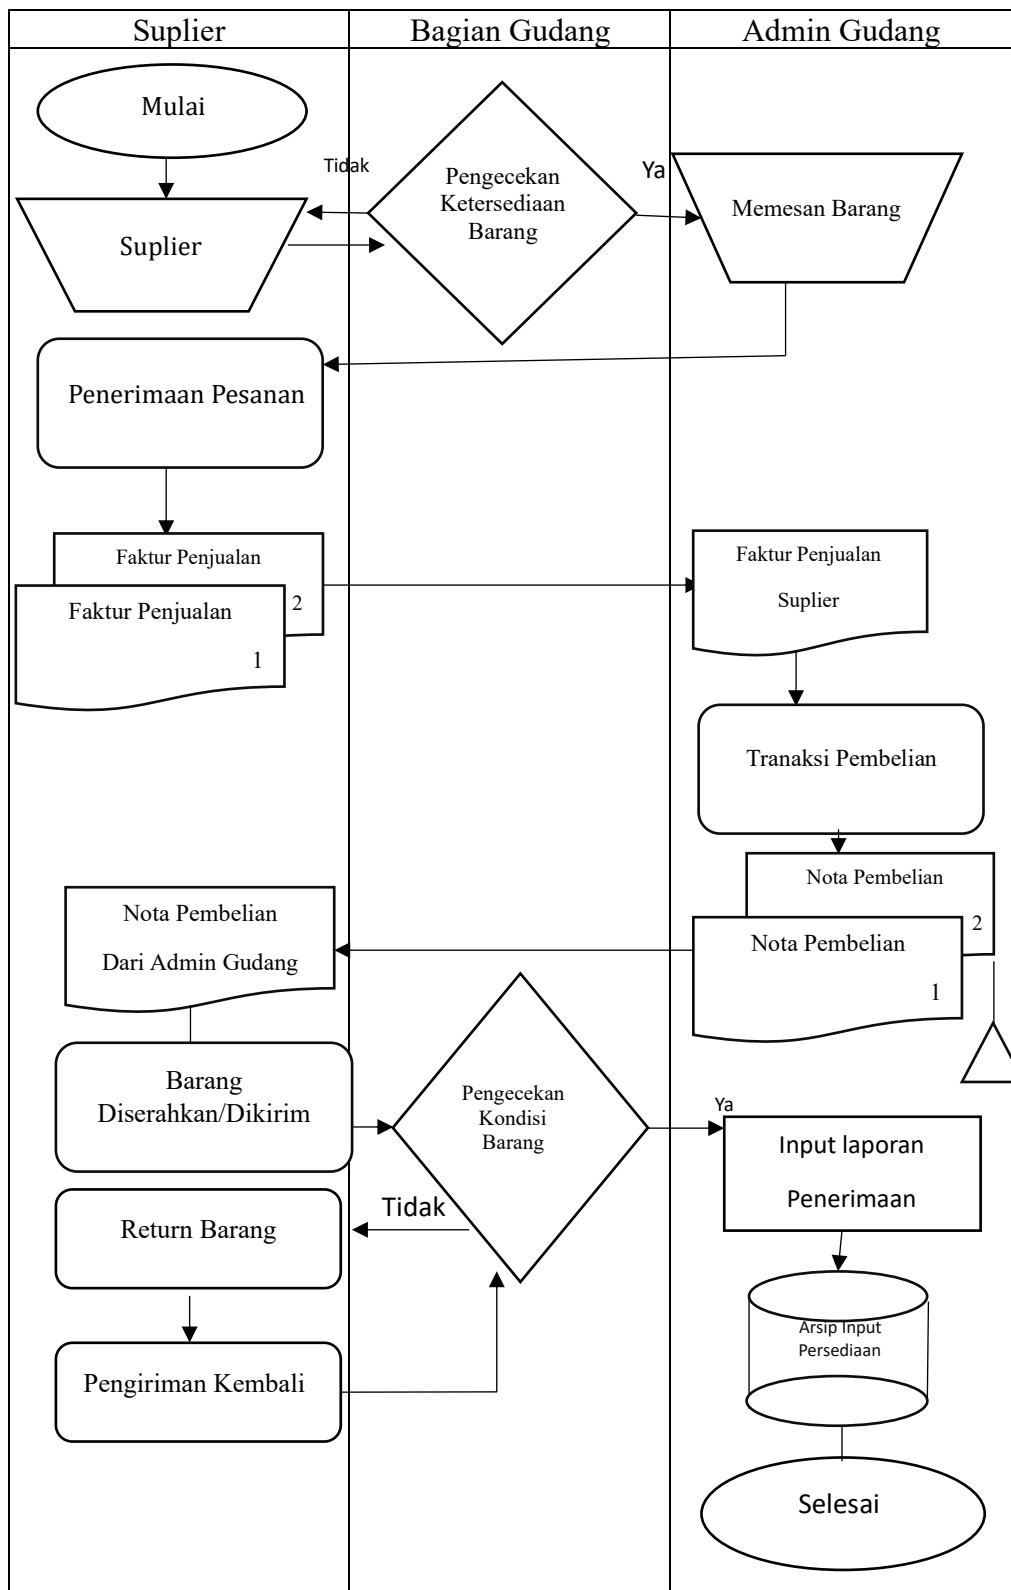 Suplier
Bagian Gudang
Admin Gudang
Mulai
Tidak
Pengecekan
Ketersediaan
Barang
Ya
Memesan Barang
Suplier
Penerimaan Pesanan
Faktur Penjualan
2
Faktur Penjualan
1
Faktur Penjualan
Suplier
Tranaksi Pembelian
Nota Pembelian
2
Nota Pembelian
1
Nota Pembelian
Dari Admin Gudang
Barang
Diserahkan/Dikirim
Pengecekan
Kondisi
Barang
Ya
Input laporan
Penerimaan
Tidak
Return Barang
Arsip Input
Persediaan
Pengiriman Kembali
Selesai